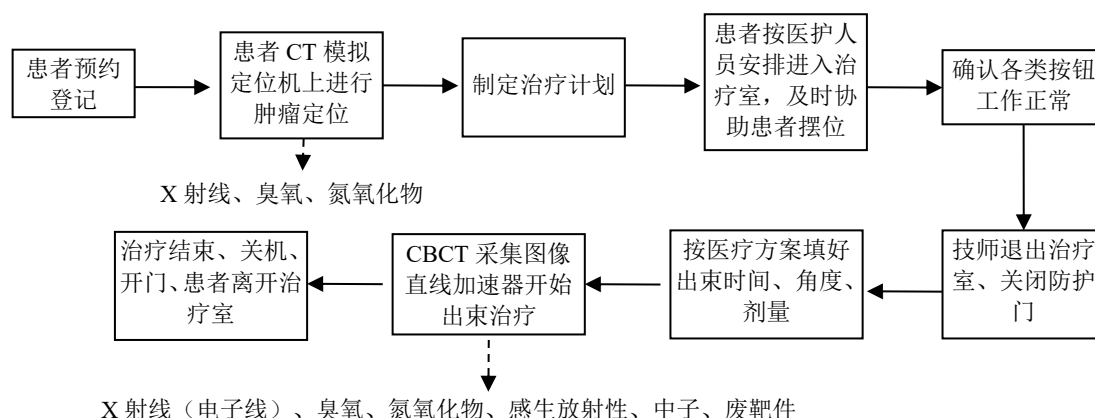 患者预约
登记
患者 CT 模拟
定位机上进行
肿瘤定位
制定治疗计划
患者按医护人
员安排进入治
疗室，及时协
助患者摆位
确认各类按钮
工作正常
X 射线、臭氧、氮氧化物
治疗结束、关机、
开门、患者离开治
疗室
CBCT 采集图像
直线加速器开始
出束治疗
按医疗方案填好
出束时间、角度、
剂量
技师退出治疗
室、关闭防护
门
X 射线（电子线）、臭氧、氮氧化物、感生放射性、中子、废靶件